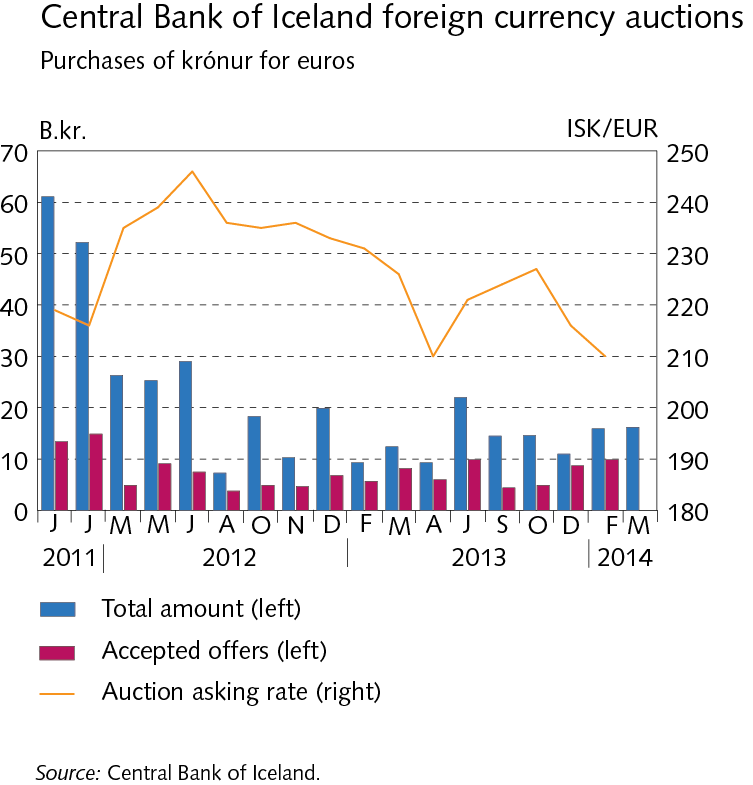 Central Bank of Iceland foreign currency auctions
Purchases of krónur for euros
B.kr. ISK/EUR
70 250
60 240
50 230
40 220
30 210
20 200
10 190
0 180
J J M M J A O N D F M A J S O D F M
2011 2012 2013 2014
Total amount (left)
Accepted offers (left)
Auction asking rate (right)
Source: Central Bank of Iceland.